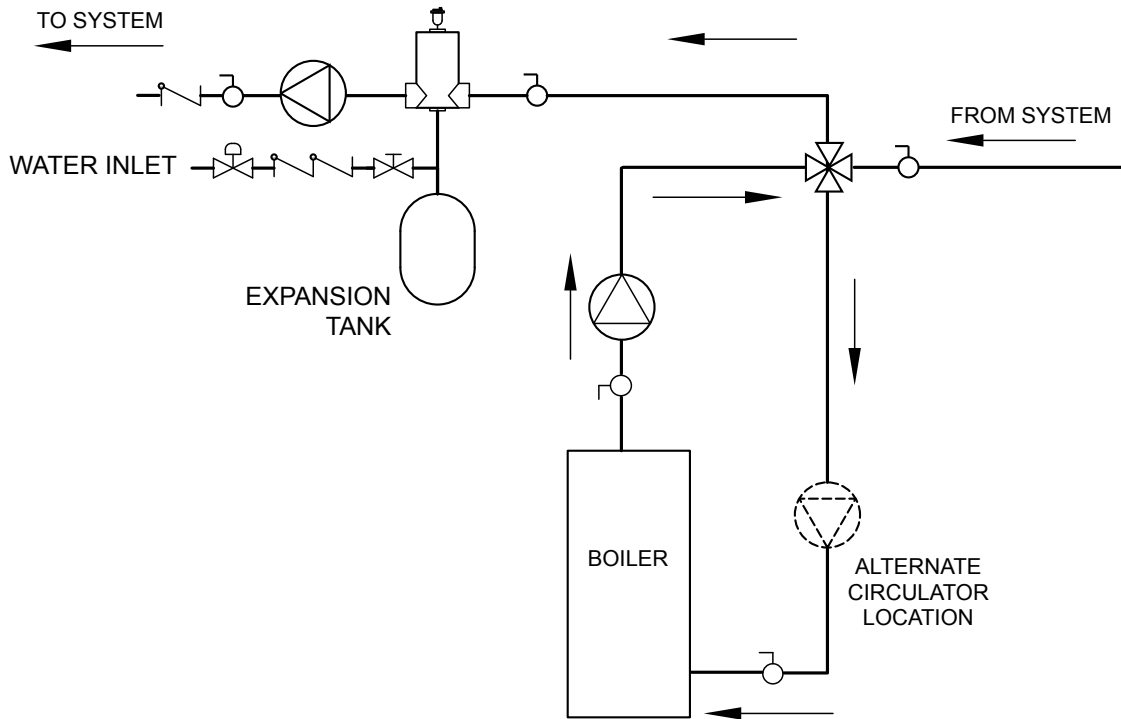 TO SYSTEM
FROM SYSTEM
WATER INLET
EXPANSION
TANK
BOILER
ALTERNATE
CIRCULATOR
LOCATION